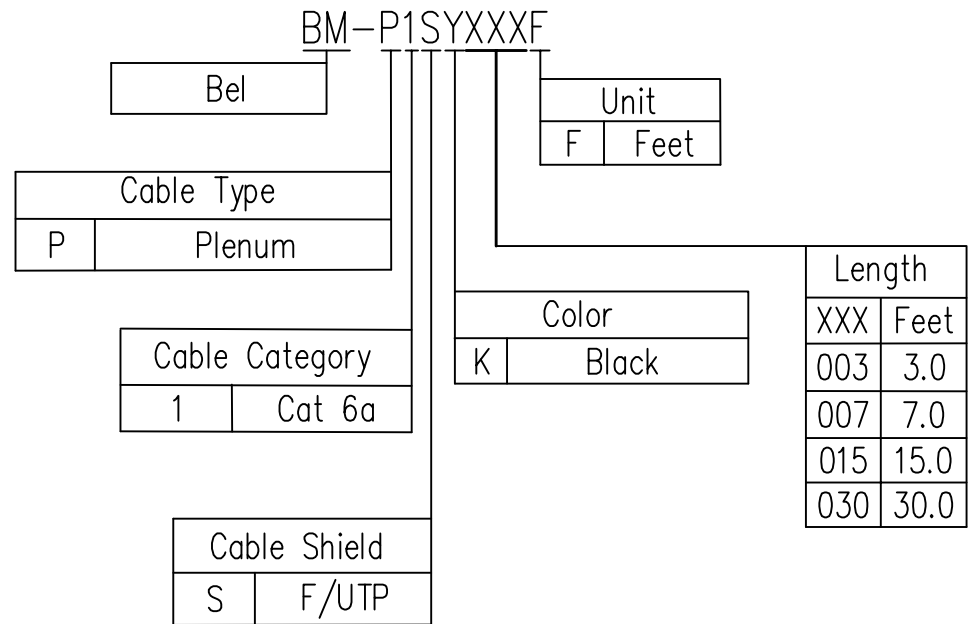 BM-P1SYXXXF
Bel
Unit
F Feet
Cable Type
P Plenum
Length
XXX Feet
003 3.0
007 7.0
015 15.0
030 30.0
Color
K Black
Cable Category
1 Cat 6a
Cable Shield
S F/UTP